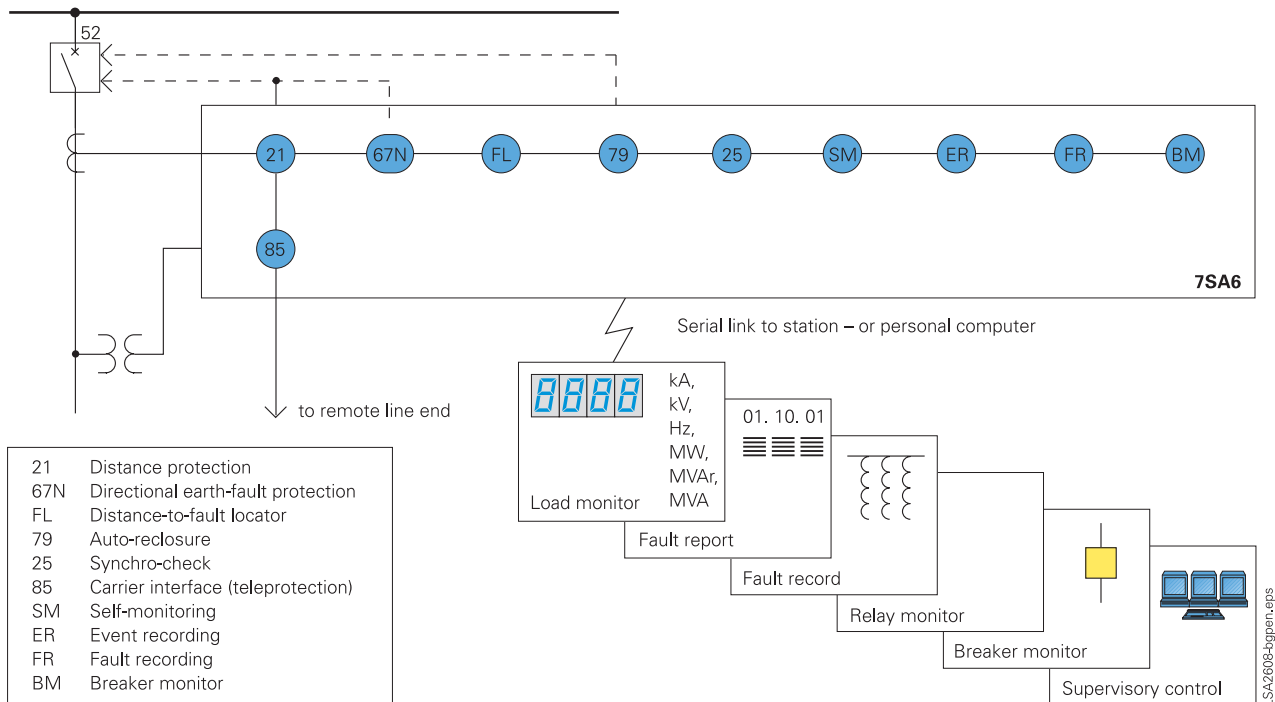 52
21 67N FL 79 25 SM ER FR BM
85
7SA6
Serial link to station – or personal computer
to remote line end
8888
kA,
kV,
Hz,
MW,
MVAr,
MVA
Load monitor
01. 10. 01
Fault report
Fault record
Relay monitor
Breaker monitor
Supervisory control
21 Distance protection
67N Directional earth-fault protection
FL Distance-to-fault locator
79 Auto-reclosure
25 Synchro-check
85 Carrier interface (teleprotection)
SM Self-monitoring
ER Event recording
FR Fault recording
BM Breaker monitor
LSA2608-bgpen.eps